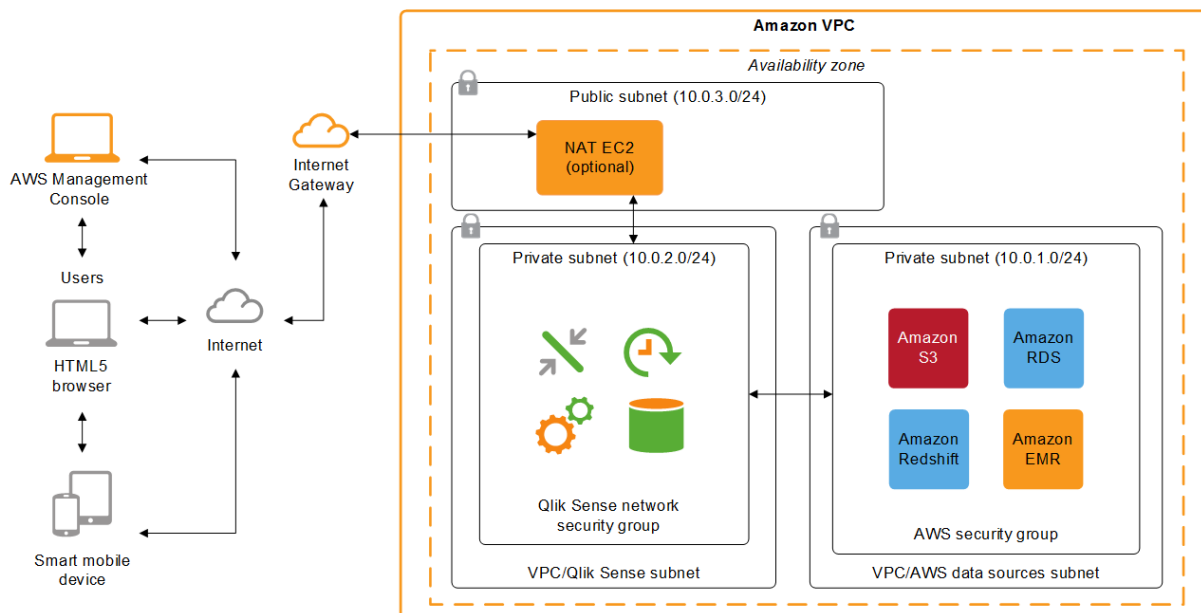 Amazon VPC
Availability zone
Public subnet (10.0.3.0/24)
NAT EC2
(optional)
Internet
Gateway
AWS Management
Console
Users
HTML5
browser
Internet
Smart mobile
device
Private subnet (10.0.2.0/24)
Qlik Sense network
security group
VPC/Qlik Sense subnet
Private subnet (10.0.1.0/24)
Amazon
S3
Amazon
RDS
Amazon
Redshift
Amazon
EMR
AWS security group
VPC/AWS data sources subnet